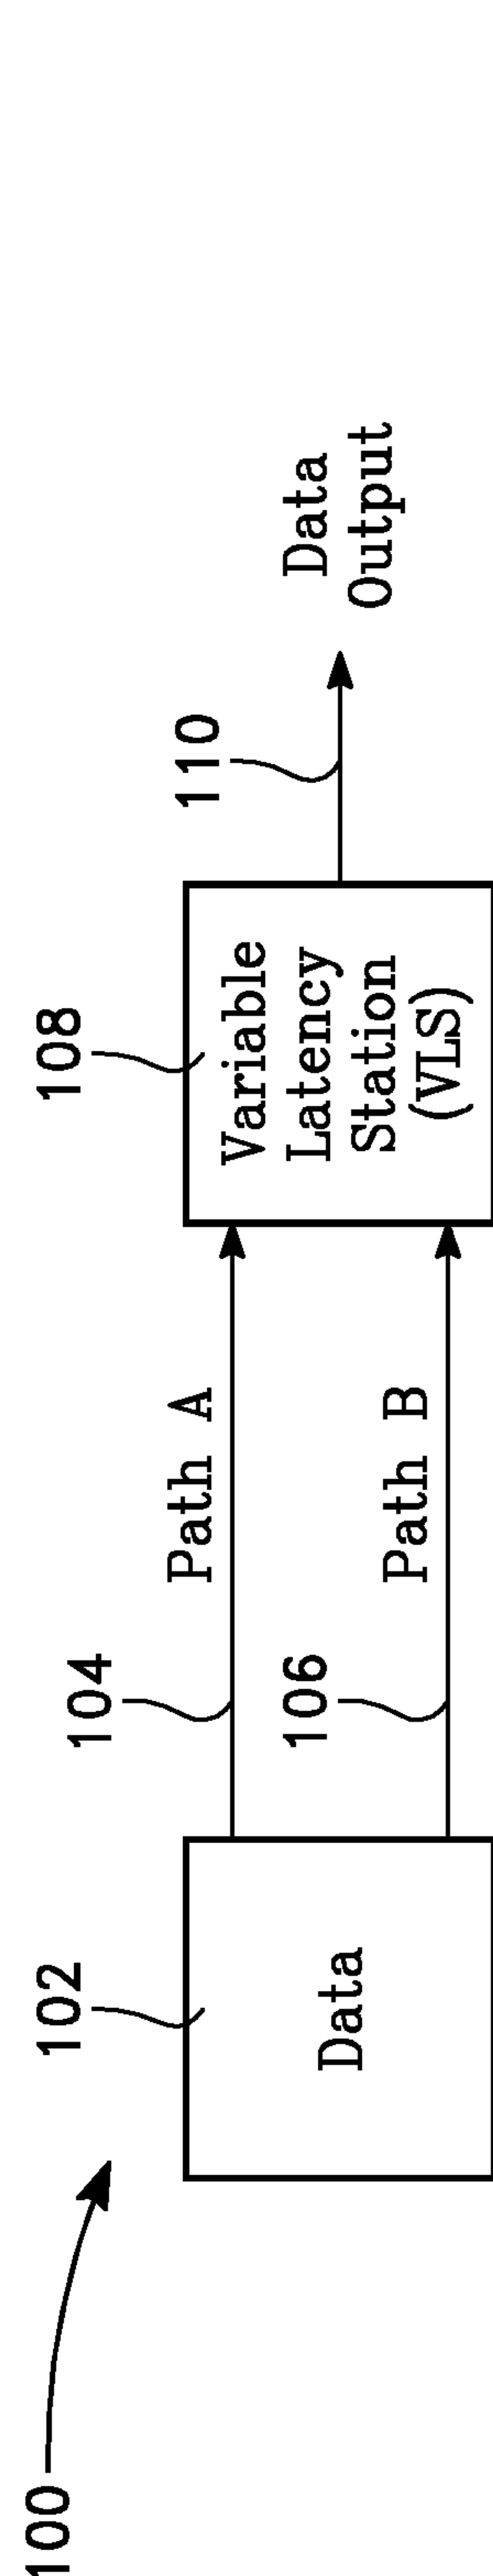 100
102
Data
104
Path A
106
Path B
108
Variable
Latency
Station
(VLS)
110
Data
Output